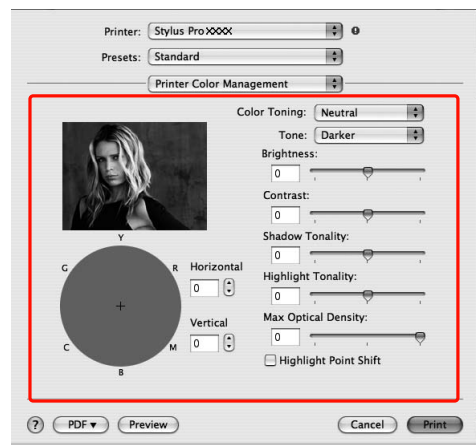 Printer: Stylus Pro XXXX
Presets: Standard
Printer Color Management
Color Toning: Neutral
Tone: Darker
Brightness:
0
Contrast:
0
Shadow Tonality:
0
Highlight Tonality:
0
Max Optical Density:
0
Highlight Point Shift
Y
G R
C M
B
Horizontal
0
Vertical
0
? PDF Preview Cancel Print